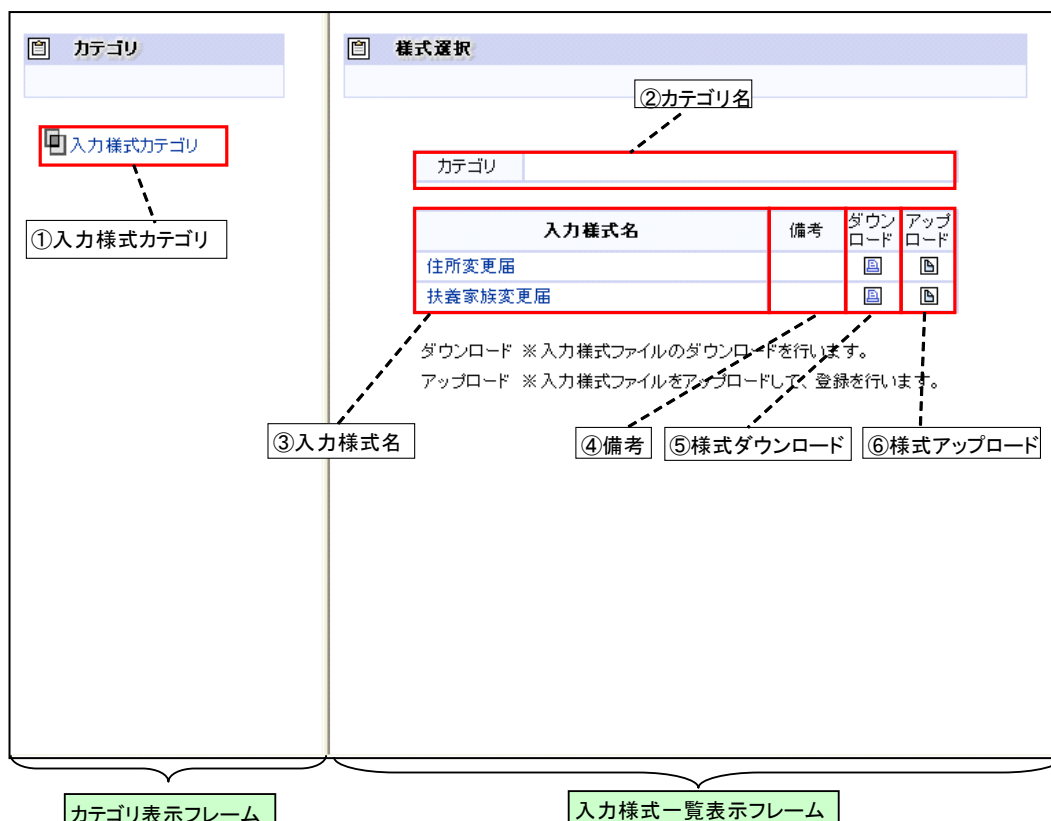 カテゴリ
入力様式カテゴリ
①入力様式カテゴリ
様式選択
②カテゴリ名
カテゴリ
入力様式名 備考 ダウンロード アップロード
住所変更届
扶養家族変更届
ダウンロード ※入力様式ファイルのダウンロードを行います。
アップロード ※入力様式ファイルをアップロードして、登録を行います。
③入力様式名 ④備考 ⑤様式ダウンロード ⑥様式アップロード
カテゴリ表示フレーム 入力様式一覧表示フレーム